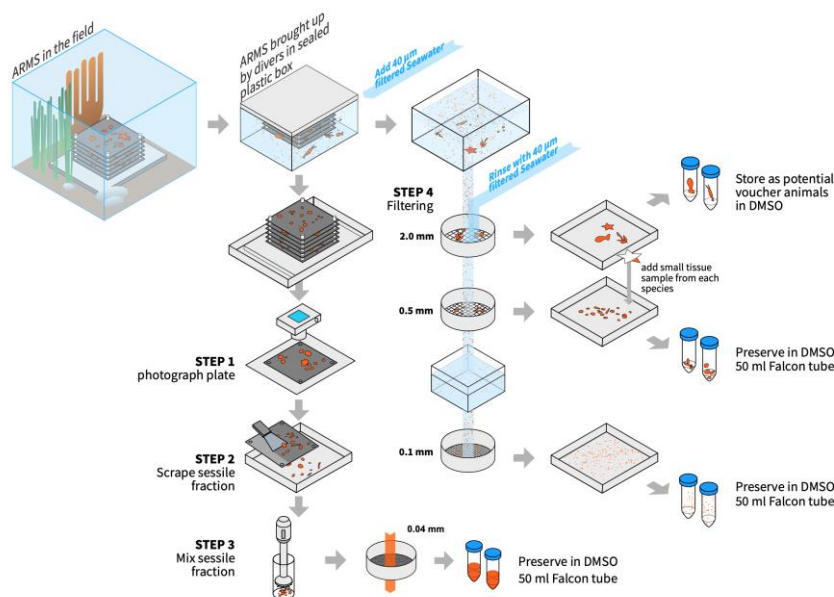 ARMS in the field
ARMS brought up
by divers in sealed
plastic box
Add 40 µm
filtered Seawater
Rinse with 40 µm
filtered Seawater
STEP 4
Filtering
2.0 mm
Store as potential
voucher animals
in DMSO
add small tissue
sample from each
species
0.5 mm
STEP 1
photograph plate
Preserve in DMSO
50 ml Falcon tube
0.1 mm
STEP 2
Scrape sessile
fraction
Preserve in DMSO
50 ml Falcon tube
STEP 3
Mix sessile
fraction
0.04 mm
Preserve in DMSO
50 ml Falcon tube